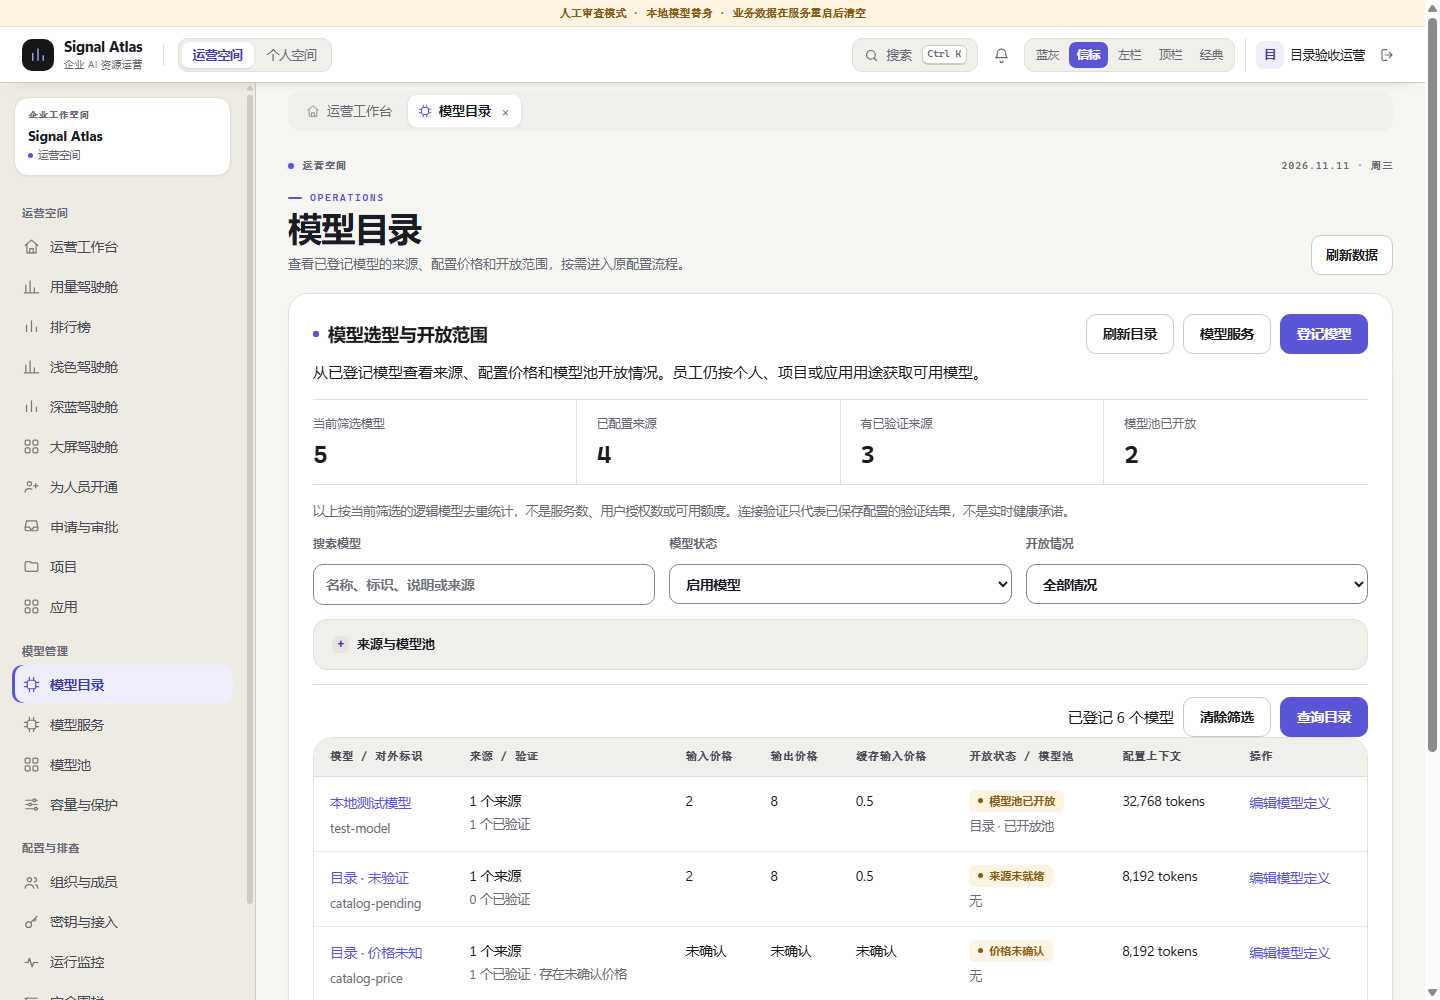 人工审查模式 · 本地模型替身 · 业务数据在服务重启后清空
Signal Atlas
企业 AI 资源运营
运营空间
个人空间
搜索
Ctrl K
蓝灰
信标
左栏
顶栏
经典
目
目录验收运营
企业工作空间
Signal Atlas
运营空间
运营空间
运营工作台
用量驾驶舱
排行榜
浅色驾驶舱
深蓝驾驶舱
大屏驾驶舱
为人员开通
申请与审批
项目
应用
模型管理
模型目录
模型服务
模型池
容量与保护
配置与排查
组织与成员
密钥与接入
运行监控
运营工作台
模型目录
×
运营空间
2026.11.11 · 周三
OPERATIONS
模型目录
查看已登记模型的来源、配置价格和开放范围，按需进入原配置流程。
刷新数据
模型选型与开放范围
刷新目录
模型服务
登记模型
从已登记模型查看来源、配置价格和模型池开放情况。员工仍按个人、项目或应用用途获取可用模型。
当前筛选模型
5
已配置来源
4
有已验证来源
3
模型池已开放
2
以上按当前筛选的逻辑模型去重统计，不是服务数、用户授权数或可用额度。连接验证只代表已保存配置的验证结果，不是实时健康承诺。
搜索模型
模型状态
开放情况
名称、标识、说明或来源
启用模型
全部情况
+ 来源与模型池
已登记 6 个模型
清除筛选
查询目录
模型 / 对外标识
来源 / 验证
输入价格
输出价格
缓存输入价格
开放状态 / 模型池
配置上下文
操作
本地测试模型
test-model
1 个来源
1 个已验证
2
8
0.5
模型池已开放
目录 · 已开放池
32,768 tokens
编辑模型定义
目录 · 未验证
catalog-pending
1 个来源
0 个已验证
2
8
0.5
来源未就绪
无
8,192 tokens
编辑模型定义
目录 · 价格未知
catalog-price
1 个来源
1 个已验证 · 存在未确认价格
未确认
未确认
未确认
价格未确认
无
8,192 tokens
编辑模型定义